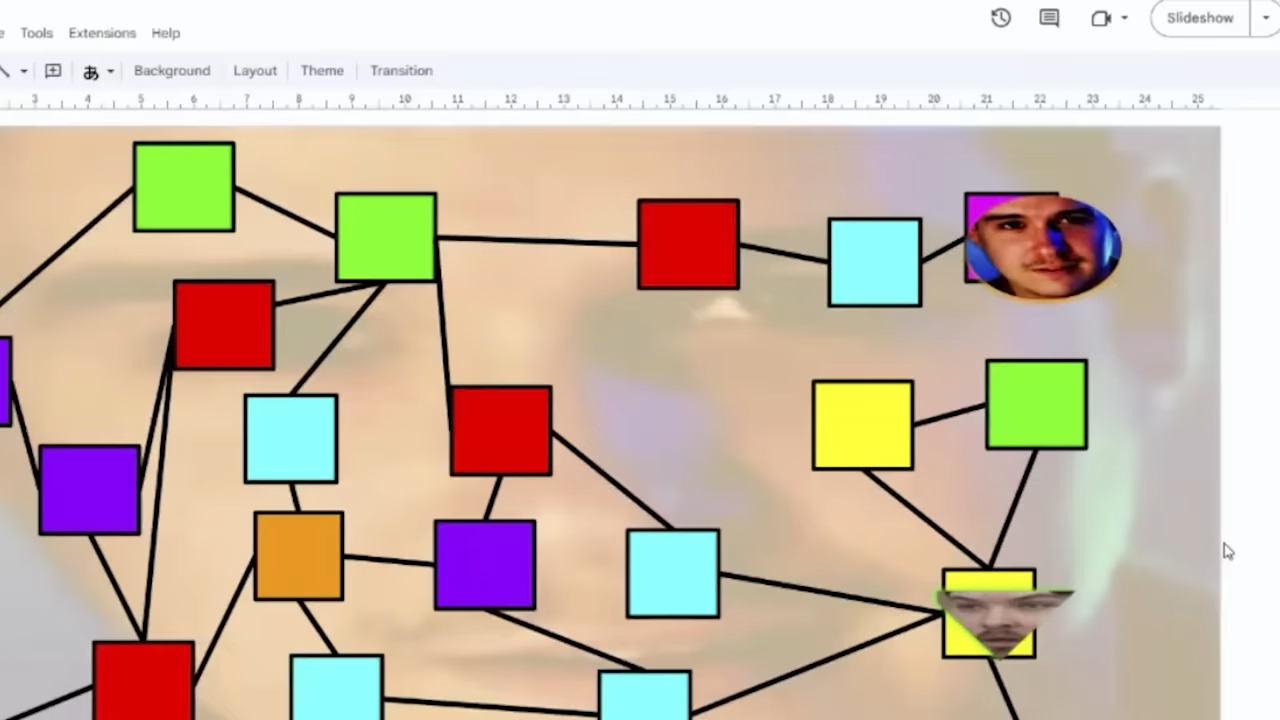 Slideshow
Tools Extensions Help
あ Background Layout Theme Transition
3 4 5 6 7 8 9 10 11 12 13 14 15 16 17 18 19 20 21 22 23 24 25